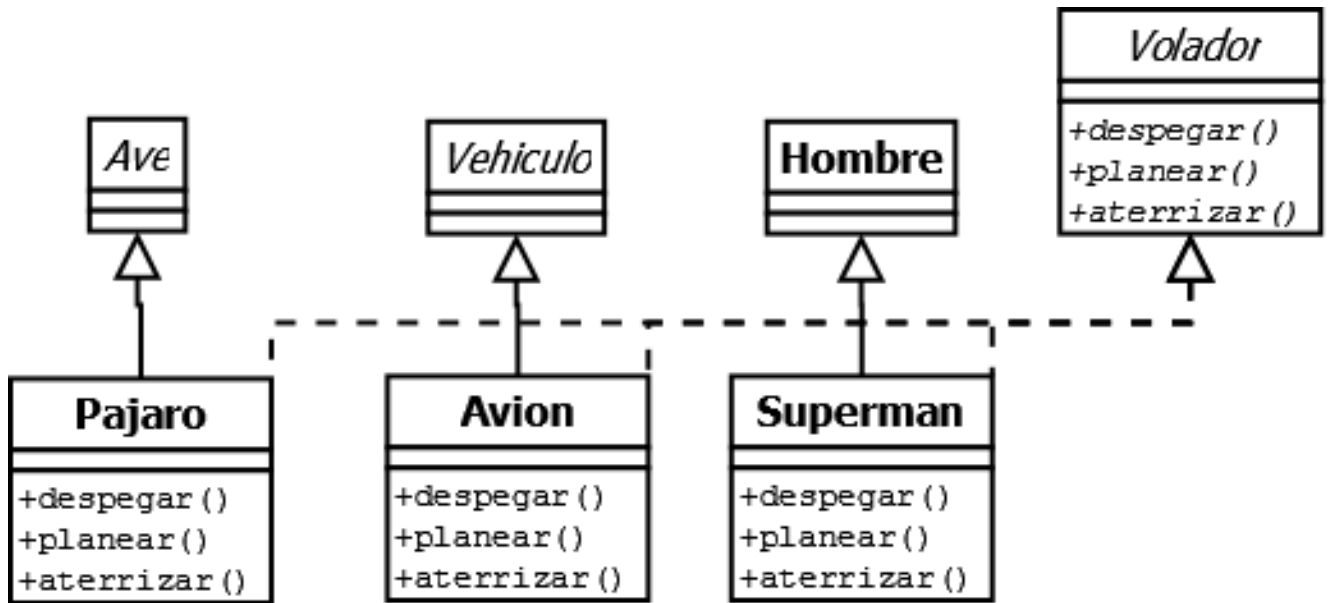 Volador
+despegar()
+planear()
+aterrizar()
Ave
Vehiculo
Hombre
Pajaro
+despegar()
+planear()
+aterrizar()
Avion
+despegar()
+planear()
+aterrizar()
Superman
+despegar()
+planear()
+aterrizar()